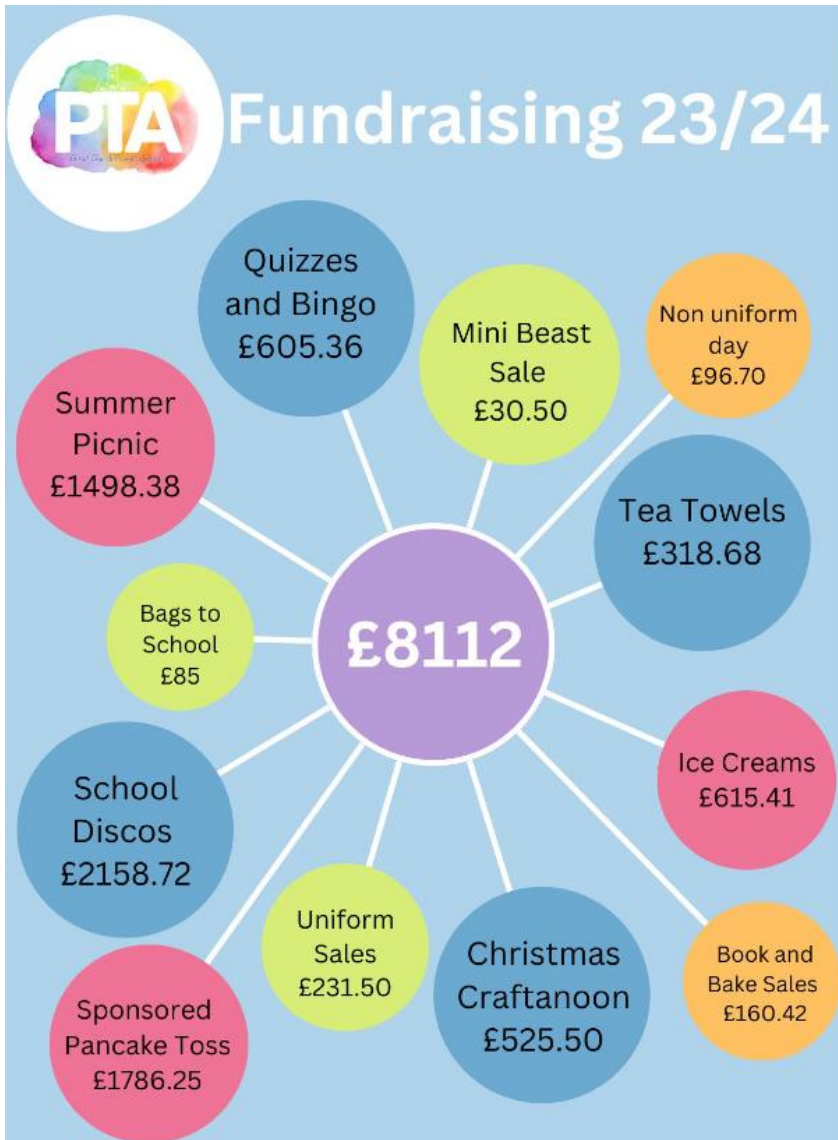 PTA
Fundraising 23/24
Quizzes
and Bingo
£605.36
Mini Beast
Sale
£30.50
Non uniform
day
£96.70
Summer
Picnic
£1498.38
Tea Towels
£318.68
Bags to
School
£85
£8112
School
Discos
£2158.72
Ice Creams
£615.41
Uniform
Sales
£231.50
Christmas
Craftanoon
£525.50
Book and
Bake Sales
£160.42
Sponsored
Pancake Toss
£1786.25